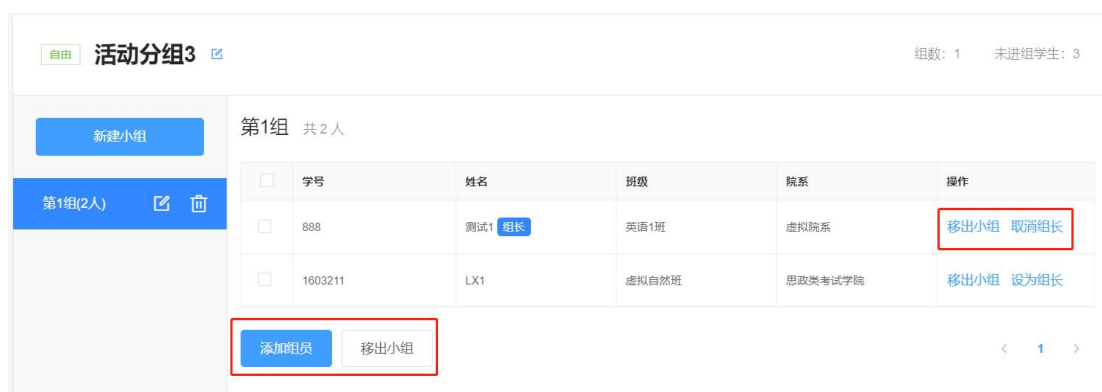 自由 活动分组3 组数：1 未进组学生：3
新建小组
第1组(2人)
第1组 共2人
学号 姓名 班级 院系 操作
888 测试1 组长 英语1班 虚拟院系 移出小组 取消组长
1603211 LX1 虚拟自然班 思政类考试学院 移出小组 设为组长
添加组员 移出小组 < 1 >